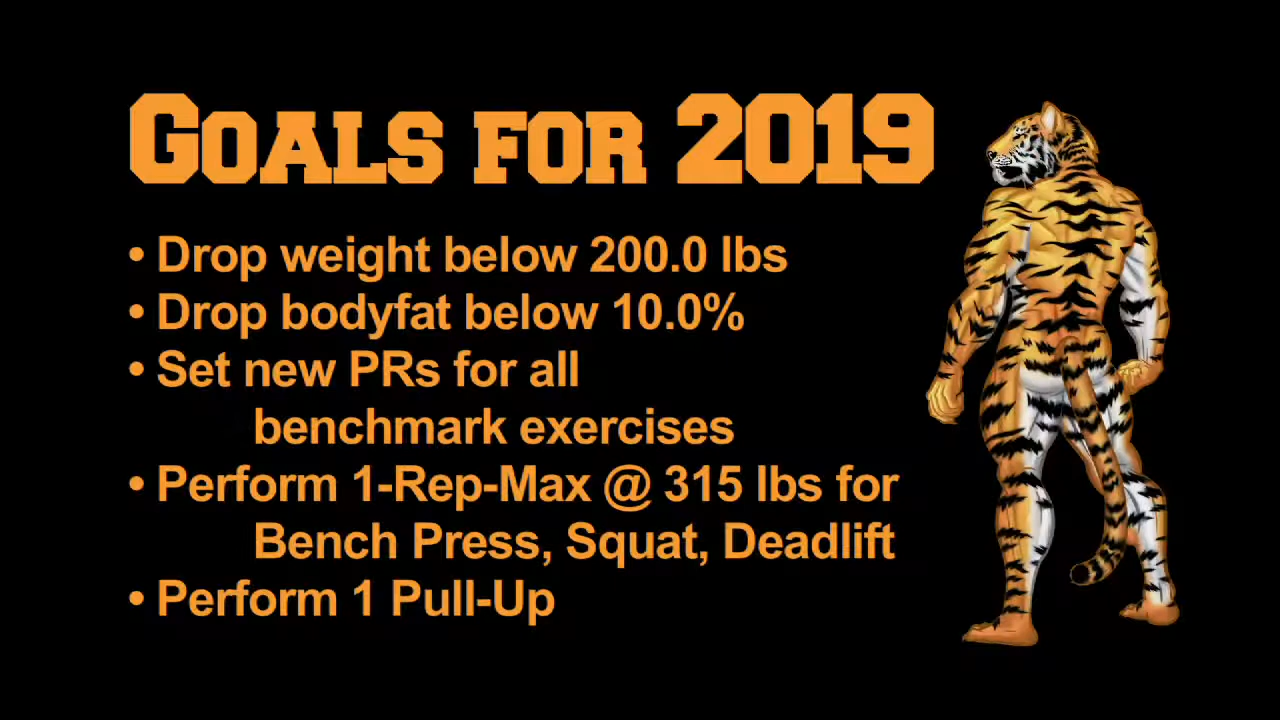 Goals for 2019
• Drop weight below 200.0 lbs
• Drop bodyfat below 10.0%
• Set new PRs for all
benchmark exercises
• Perform 1-Rep-Max @ 315 lbs for
Bench Press, Squat, Deadlift
• Perform 1 Pull-Up